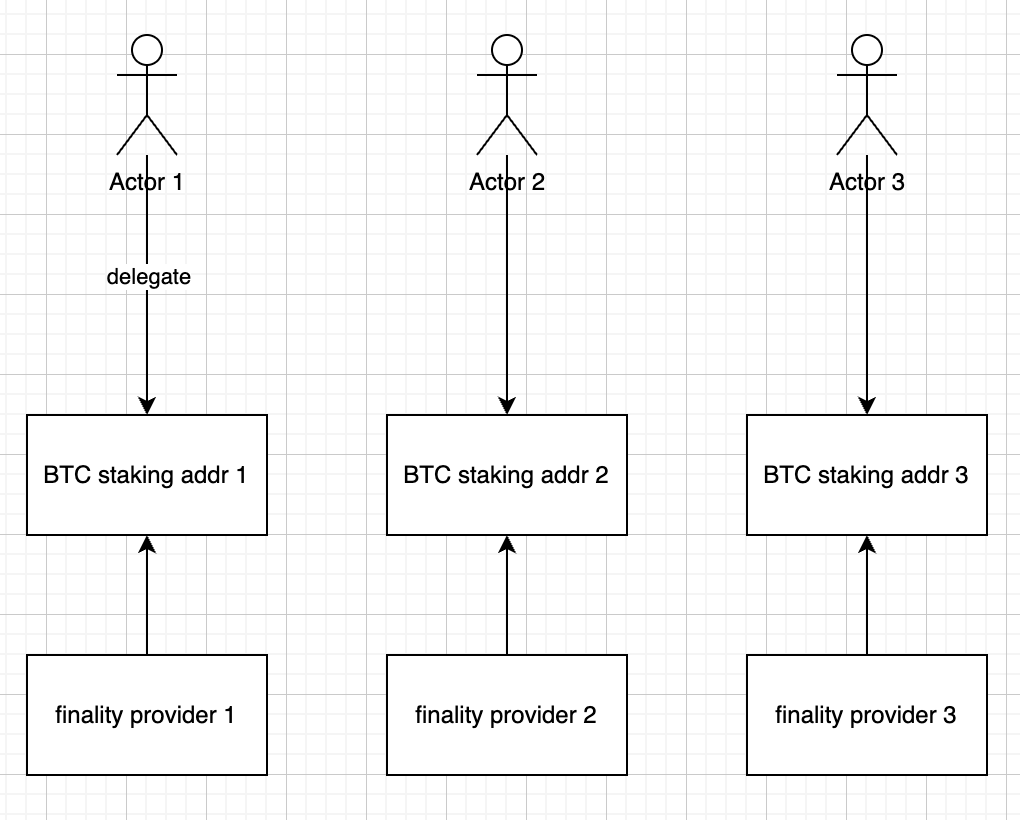 Actor 1
Actor 2
Actor 3
delegate
BTC staking addr 1
BTC staking addr 2
BTC staking addr 3
finality provider 1
finality provider 2
finality provider 3